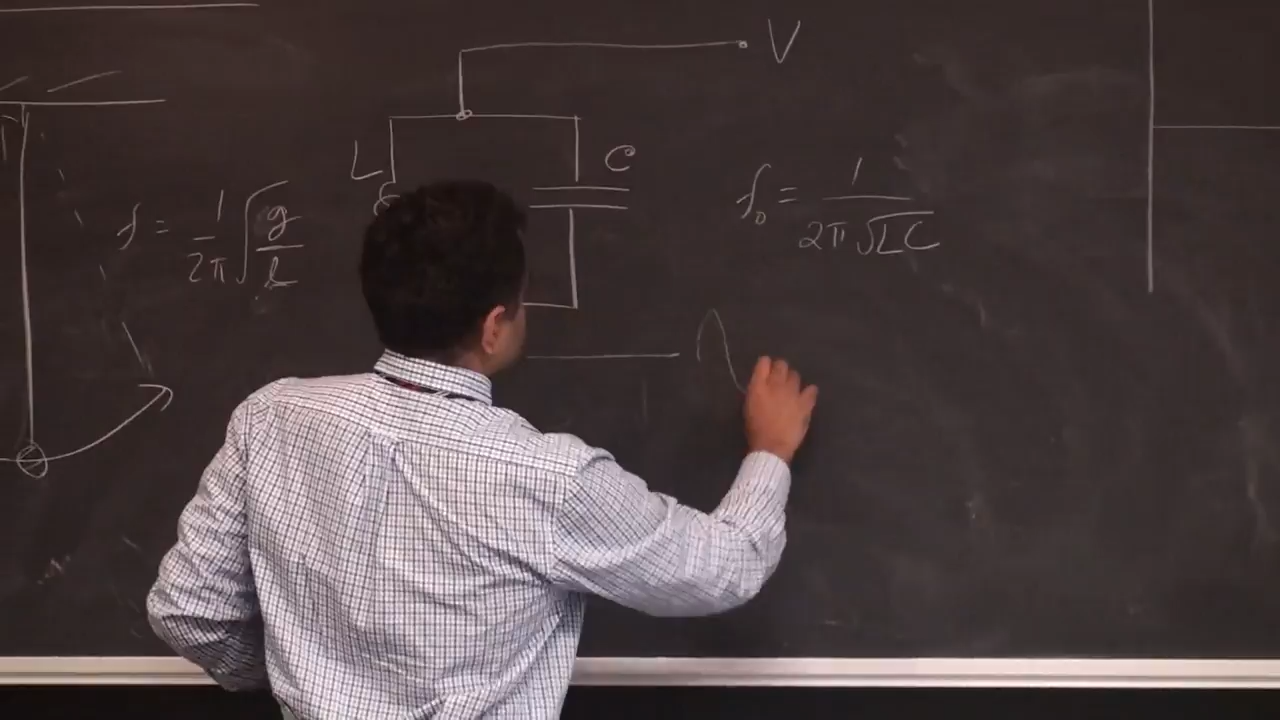 V
L
C
f = 1/2π √g/l
f₀ = 1/2π√LC